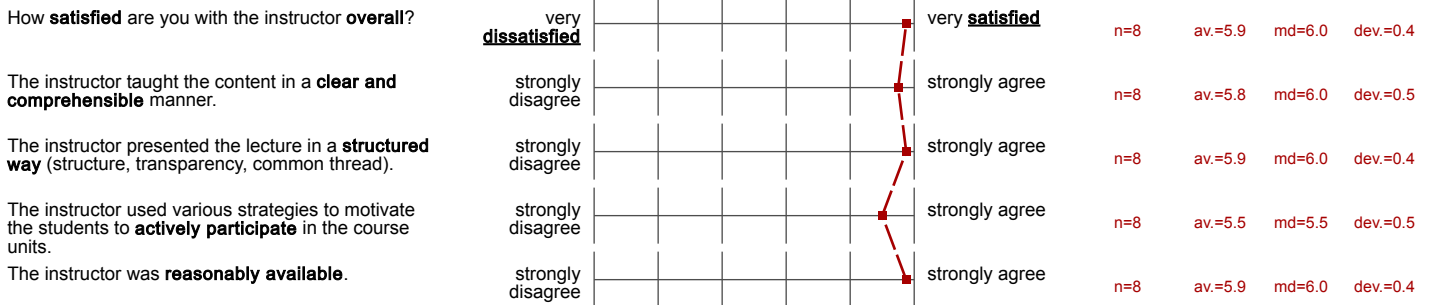 How satisfied are you with the instructor overall?
very
dissatisfied
very satisfied
n=8 av.=5.9 md=6.0 dev.=0.4
The instructor taught the content in a clear and
comprehensible manner.
strongly
disagree
strongly agree
n=8 av.=5.8 md=6.0 dev.=0.5
The instructor presented the lecture in a structured
way (structure, transparency, common thread).
strongly
disagree
strongly agree
n=8 av.=5.9 md=6.0 dev.=0.4
The instructor used various strategies to motivate
the students to actively participate in the course
units.
strongly
disagree
strongly agree
n=8 av.=5.5 md=5.5 dev.=0.5
The instructor was reasonably available.
strongly
disagree
strongly agree
n=8 av.=5.9 md=6.0 dev.=0.4